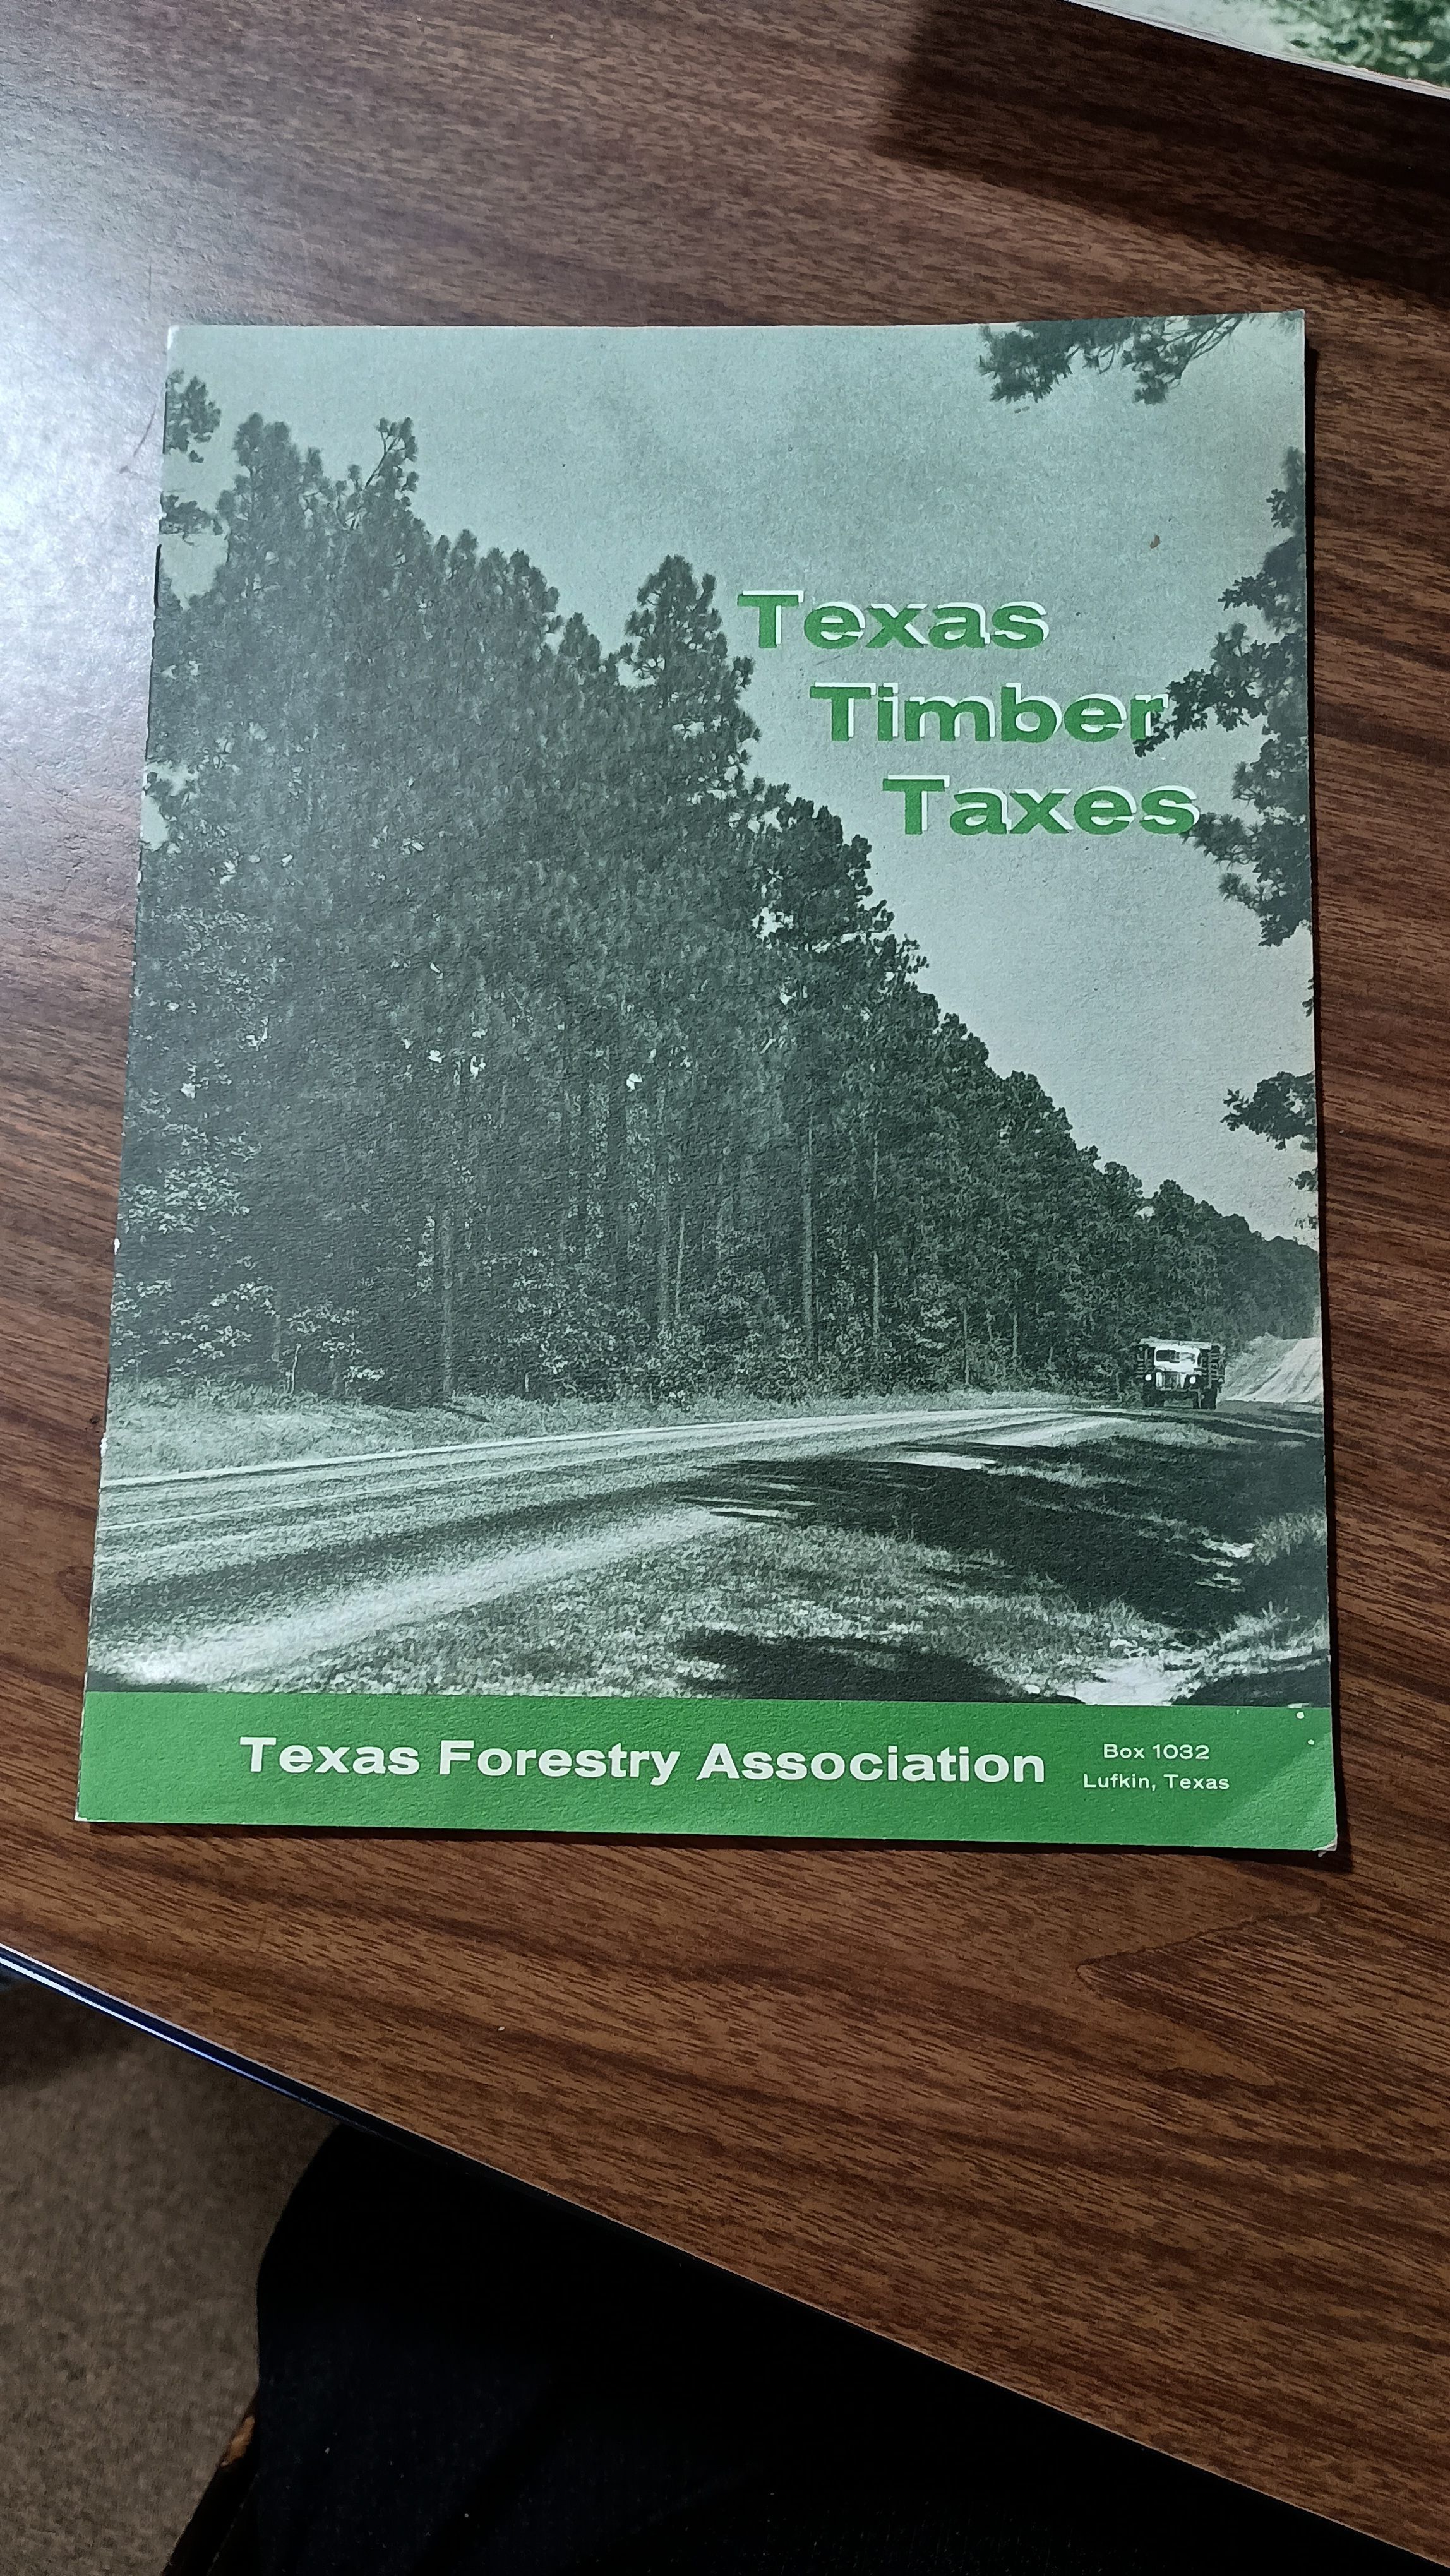 Texas
Timber
Taxes
Texas Forestry Association
Box 1032
Lufkin, Texas